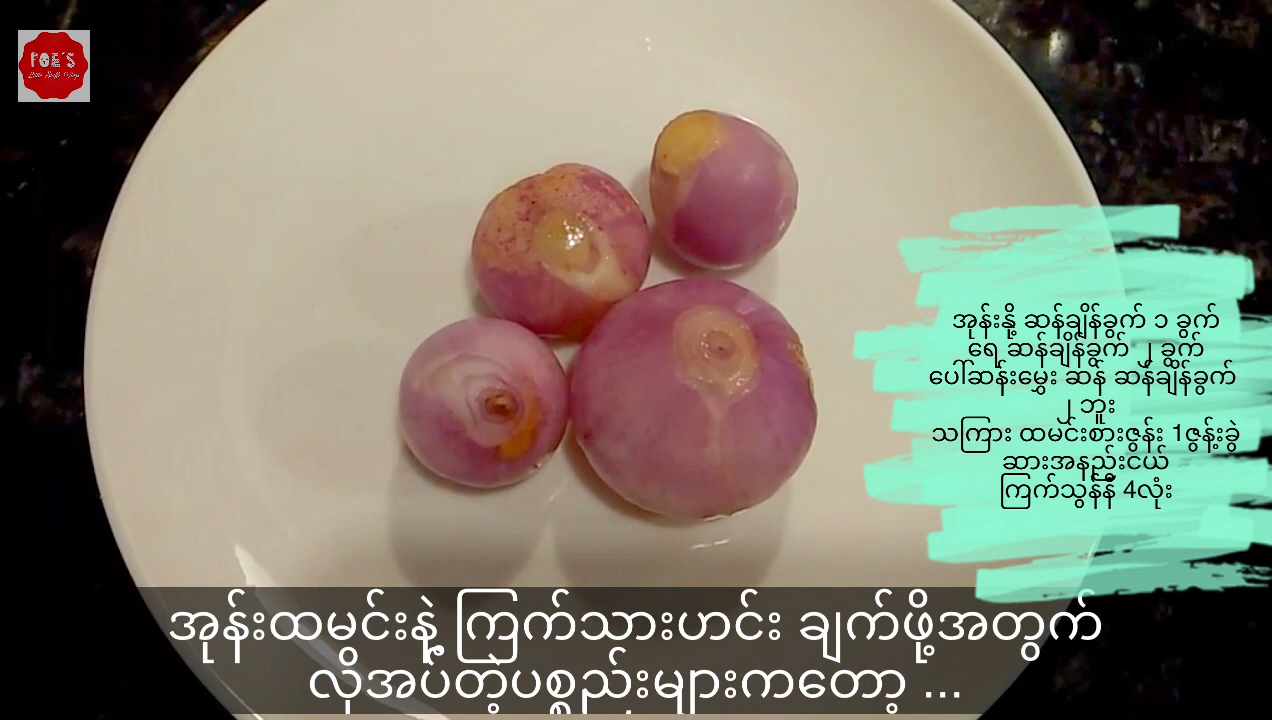 ROE'S
အုန်းနို့ ဆန်ချိန်ခွက် ၁ ခွက်
ရေ ဆန်ချိန်ခွက် ၂ ခွက်
ပေါ်ဆန်းမွှေး ဆန် ဆန်ချိန်ခွက်
၂ ဘူး
သကြား ထမင်းစားဇွန်း 1ဇွန့်းခွဲ
ဆားအနည်းငယ်
ကြက်သွန်နီ 4လုံး
အုန်းထမင်းနဲ့ ကြက်သားဟင်း ချက်ဖို့အတွက်
လိုအပ်တဲ့ပစ္စည်းများကတော့ ...